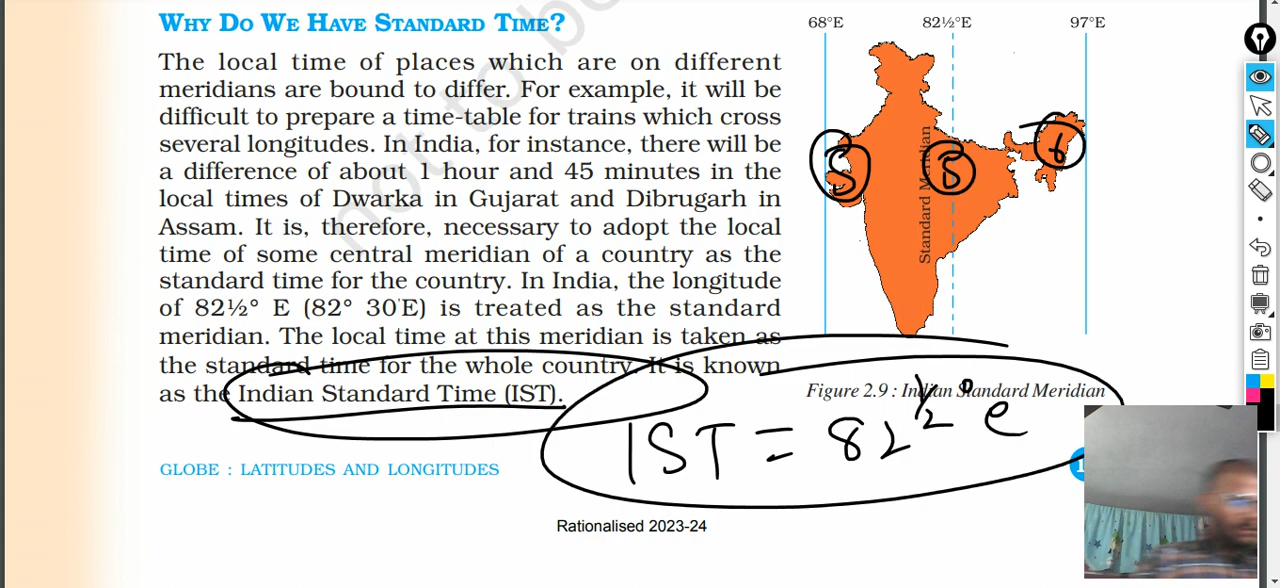 WHY DO WE HAVE STANDARD TIME?
The local time of places which are on different
meridians are bound to differ. For example, it will be
difficult to prepare a time-table for trains which cross
several longitudes. In India, for instance, there will be
a difference of about 1 hour and 45 minutes in the
local times of Dwarka in Gujarat and Dibrugarh in
Assam. It is, therefore, necessary to adopt the local
time of some central meridian of a country as the
standard time for the country. In India, the longitude
of 82½° E (82° 30'E) is treated as the standard
meridian. The local time at this meridian is taken as
the standard time for the whole country. It is known
as the Indian Standard Time (IST).
68°E 82½°E 97°E
Standard Meridian
Figure 2.9 : Indian Standard Meridian
IST = 82½° e
GLOBE : LATITUDES AND LONGITUDES
Rationalised 2023-24
not to be